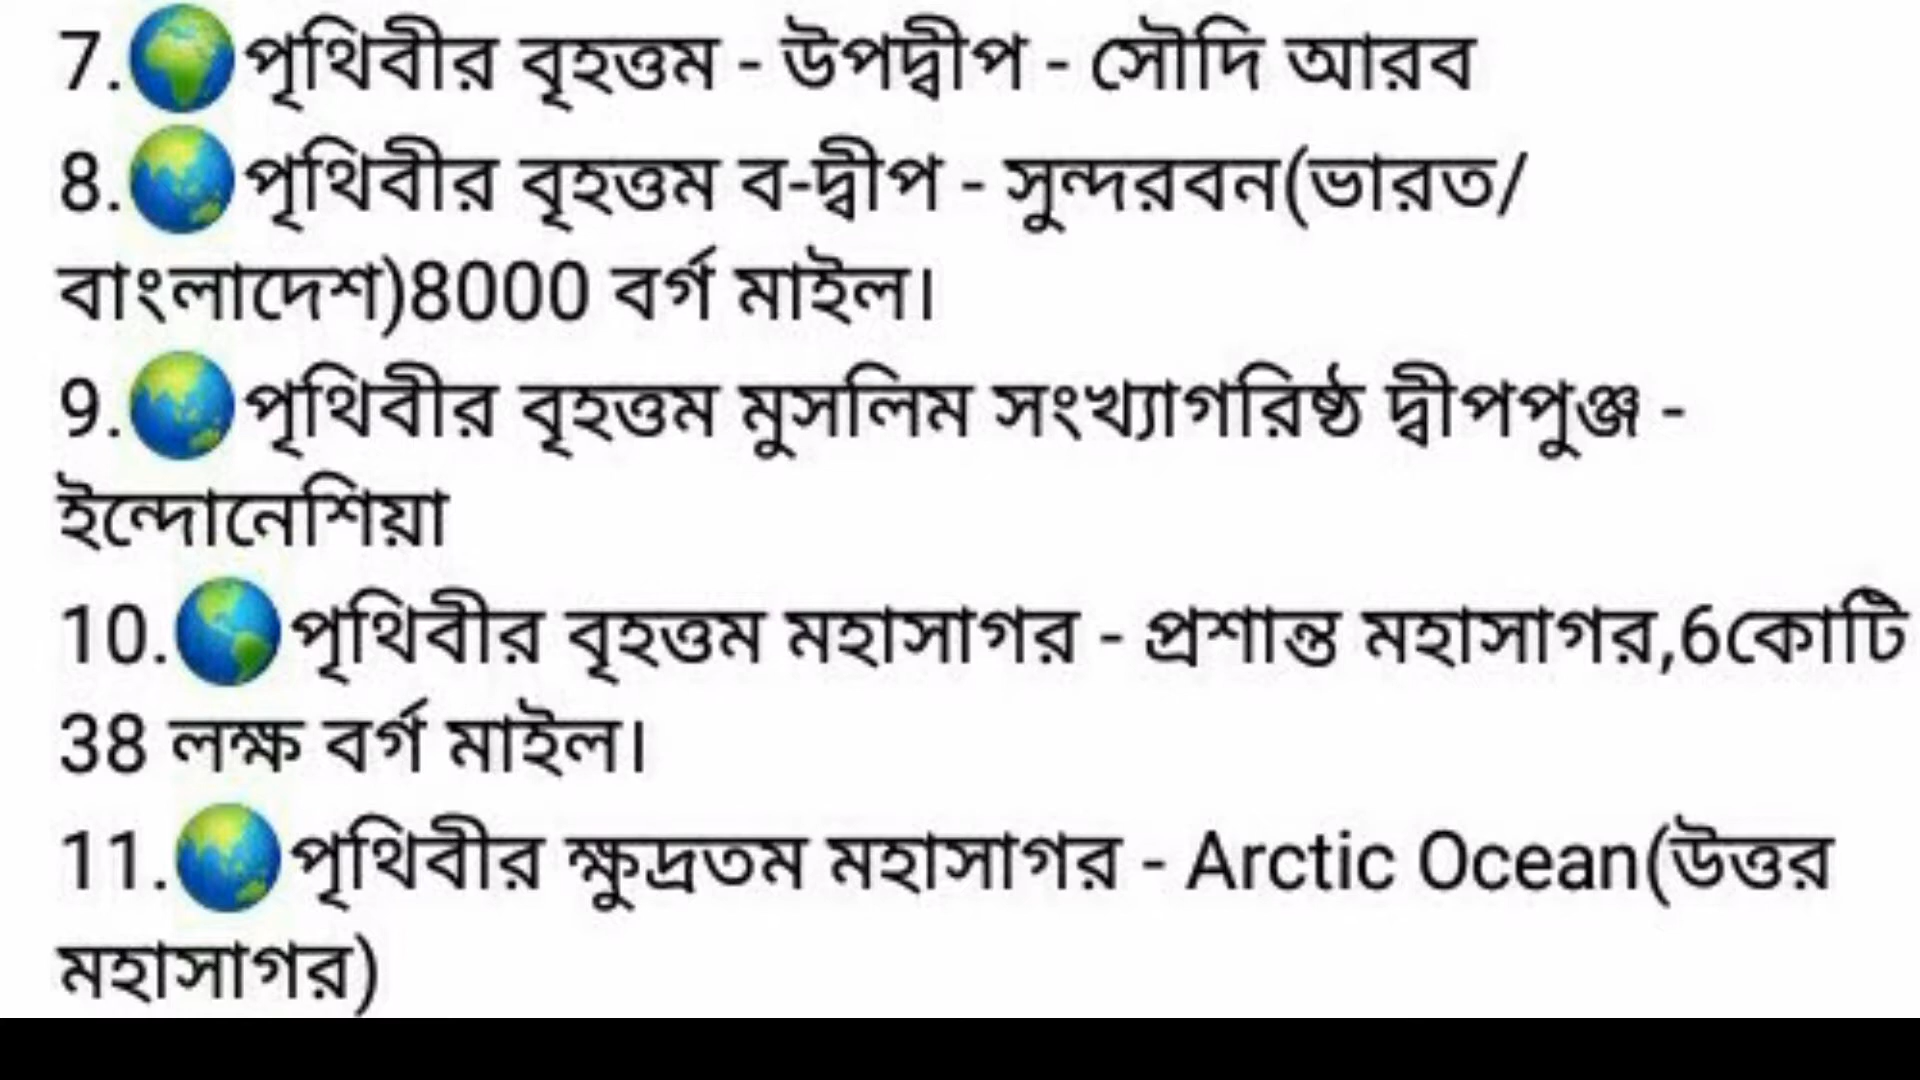 7.🌍পৃথিবীর বৃহত্তম - উপদ্বীপ - সৌদি আরব
8.🌏পৃথিবীর বৃহত্তম ব-দ্বীপ - সুন্দরবন(ভারত/
বাংলাদেশ)8000 বর্গ মাইল।
9.🌏পৃথিবীর বৃহত্তম মুসলিম সংখ্যাগরিষ্ঠ দ্বীপপুঞ্জ -
ইন্দোনেশিয়া
10.🌎পৃথিবীর বৃহত্তম মহাসাগর - প্রশান্ত মহাসাগর,6কোটি
38 লক্ষ বর্গ মাইল।
11.🌏পৃথিবীর ক্ষুদ্রতম মহাসাগর - Arctic Ocean(উত্তর
মহাসাগর)